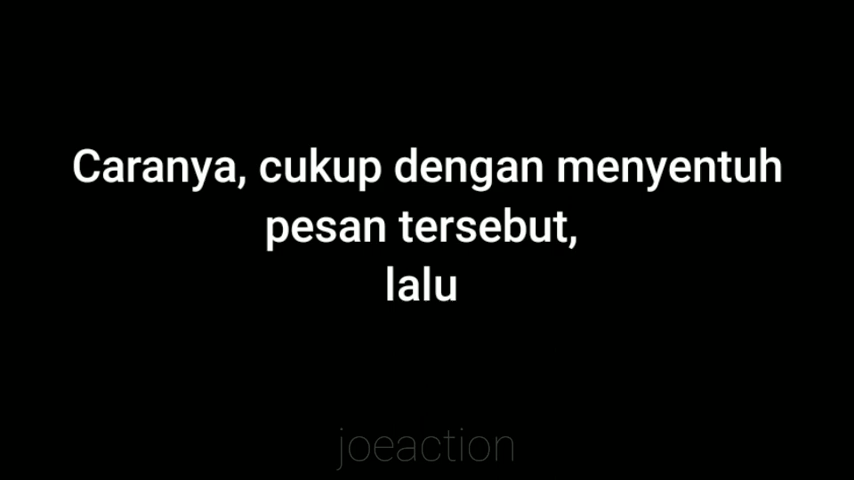 Caranya, cukup dengan menyentuh
pesan tersebut,
lalu
joeaction